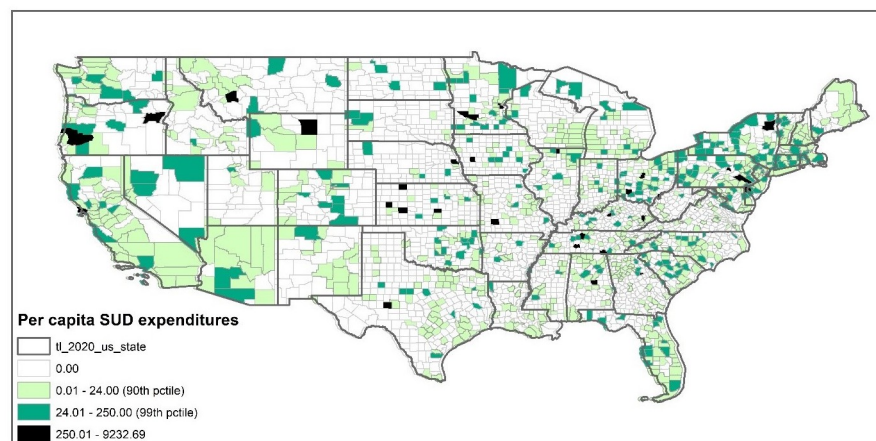 Per capita SUD expenditures
tl_2020_us_state
0.00
0.01 - 24.00 (90th pctile)
24.01 - 250.00 (99th pctile)
250.01 - 9232.69